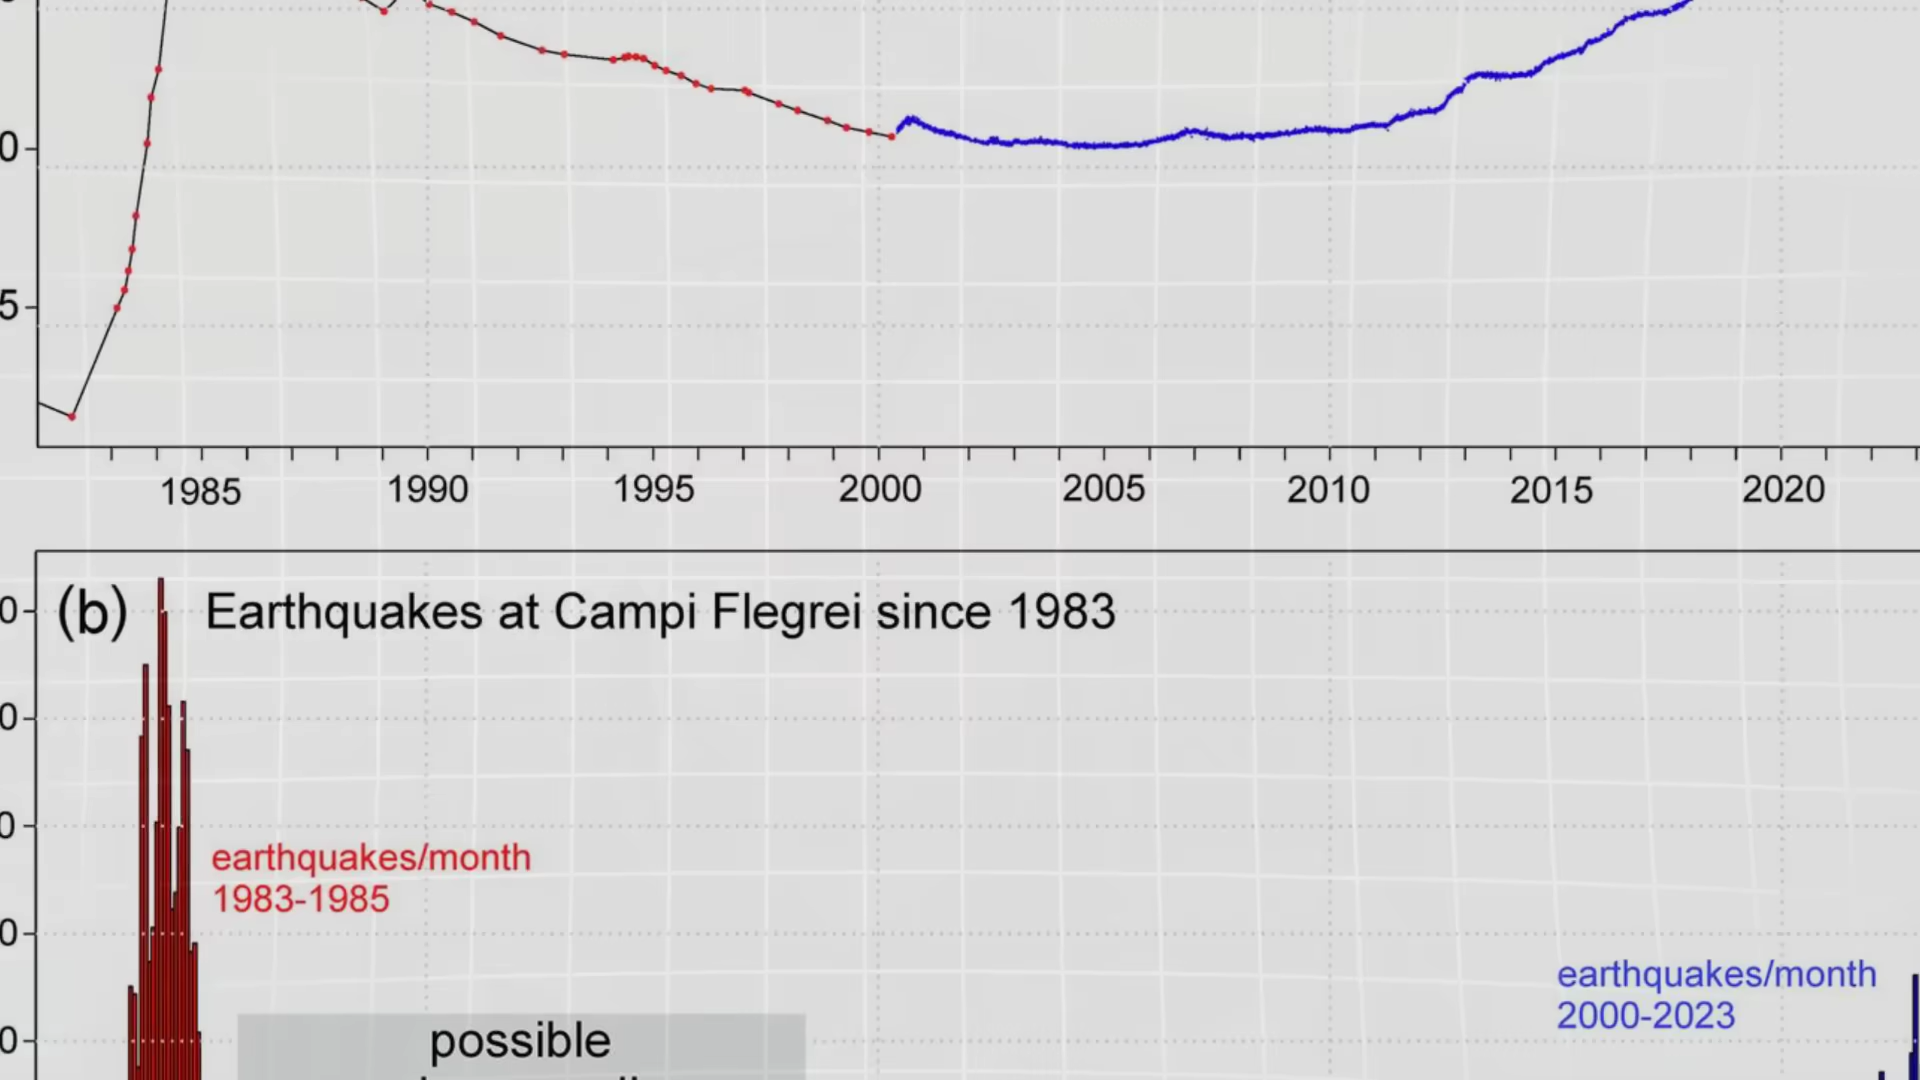 0
5
1985 1990 1995 2000 2005 2010 2015 2020
(b) Earthquakes at Campi Flegrei since 1983
0
0
0
earthquakes/month
1983-1985
0
earthquakes/month
2000-2023
possible
0